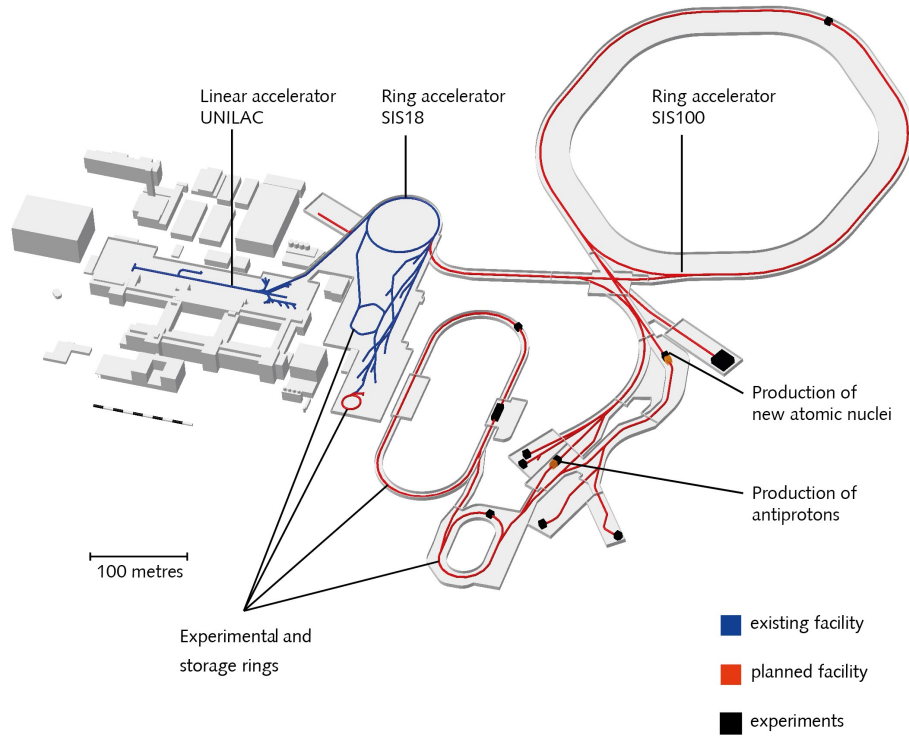 Linear accelerator
UNILAC
Ring accelerator
SIS18
Ring accelerator
SIS100
Production of
new atomic nuclei
Production of
antiprotons
100 metres
Experimental and
storage rings
existing facility
planned facility
experiments